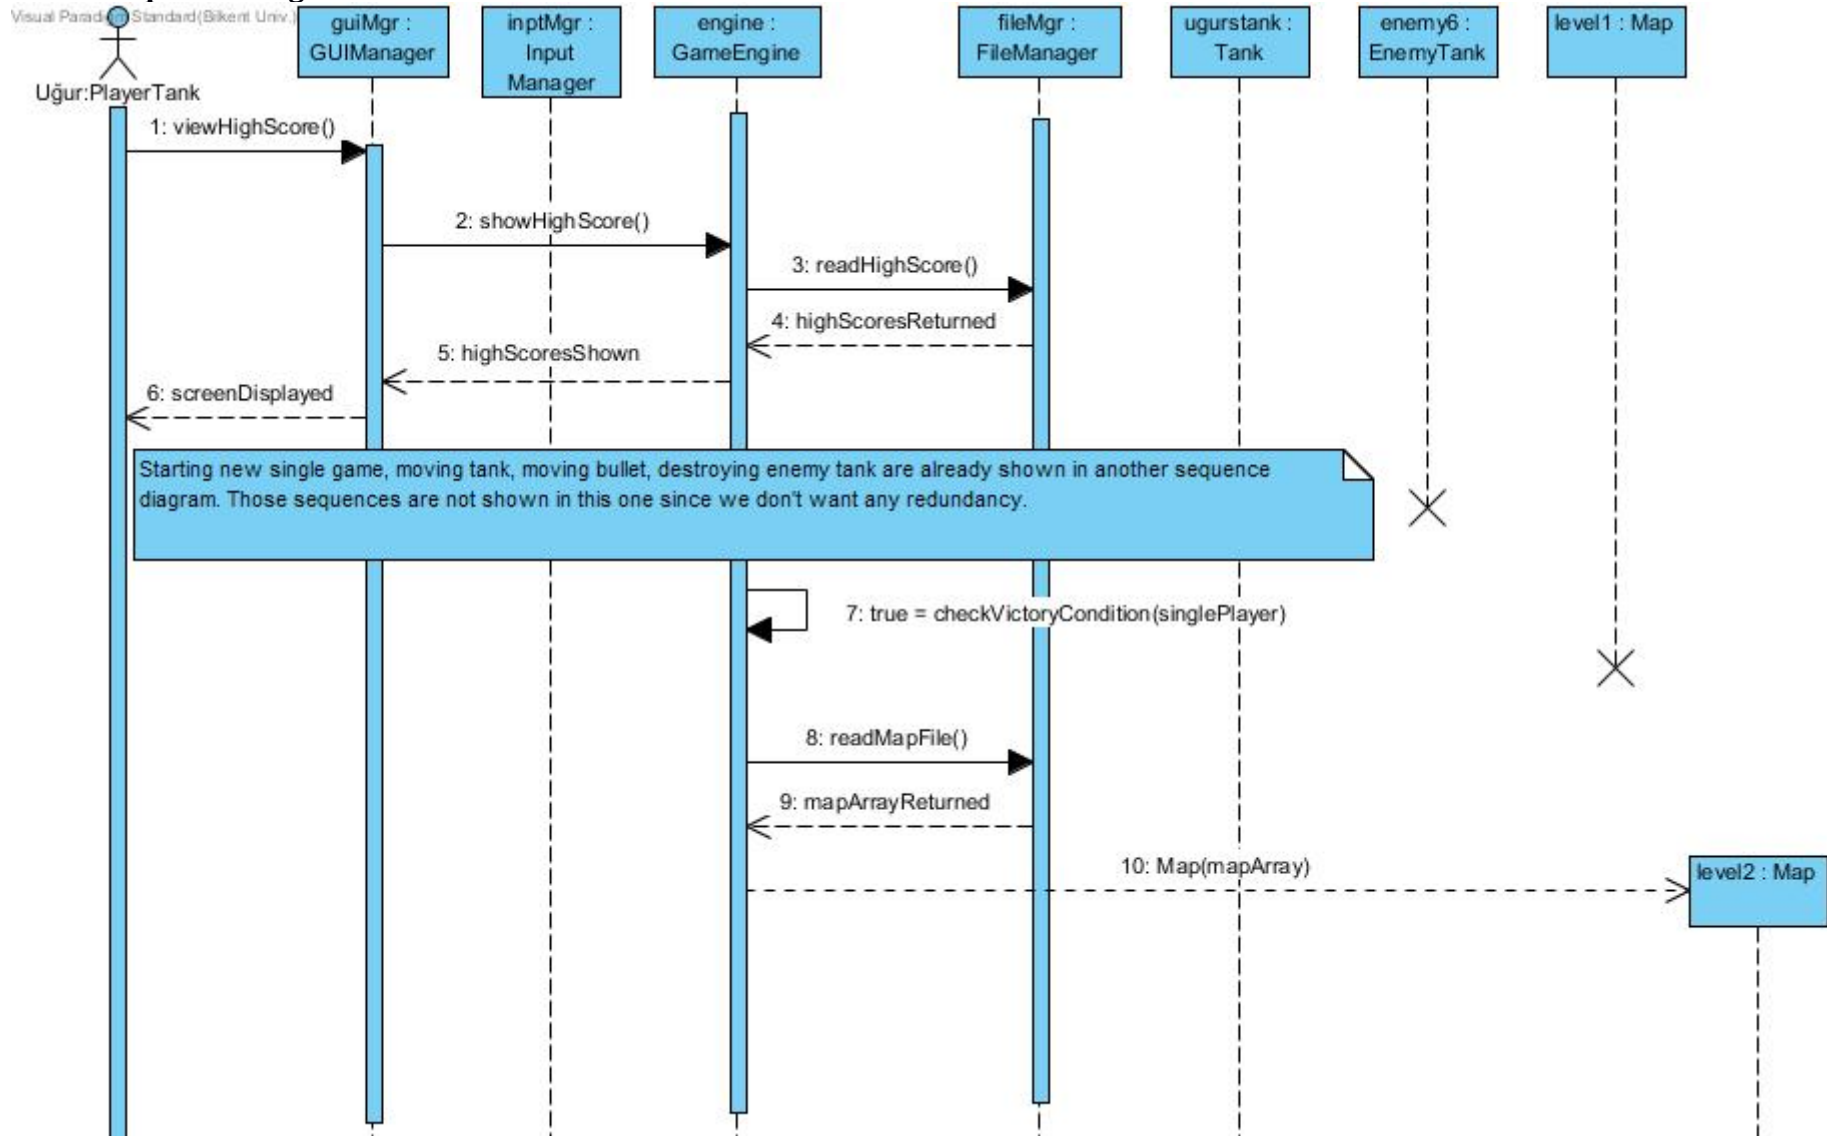 Visual Paradigm Standard(Bilkent Univ.)
guiMgr :
GUIManager
inptMgr :
Input
Manager
engine :
GameEngine
fileMgr :
FileManager
ugurstank :
Tank
enemy6 :
EnemyTank
level1 : Map
Uğur:PlayerTank
1: viewHighScore()
2: showHighScore()
3: readHighScore()
4: highScoresReturned
5: highScoresShown
6: screenDisplayed
Starting new single game, moving tank, moving bullet, destroying enemy tank are already shown in another sequence
diagram. Those sequences are not shown in this one since we don't want any redundancy.
7: true = checkVictoryCondition(singlePlayer)
8: readMapFile()
9: mapArrayReturned
10: Map(mapArray)
level2 : Map